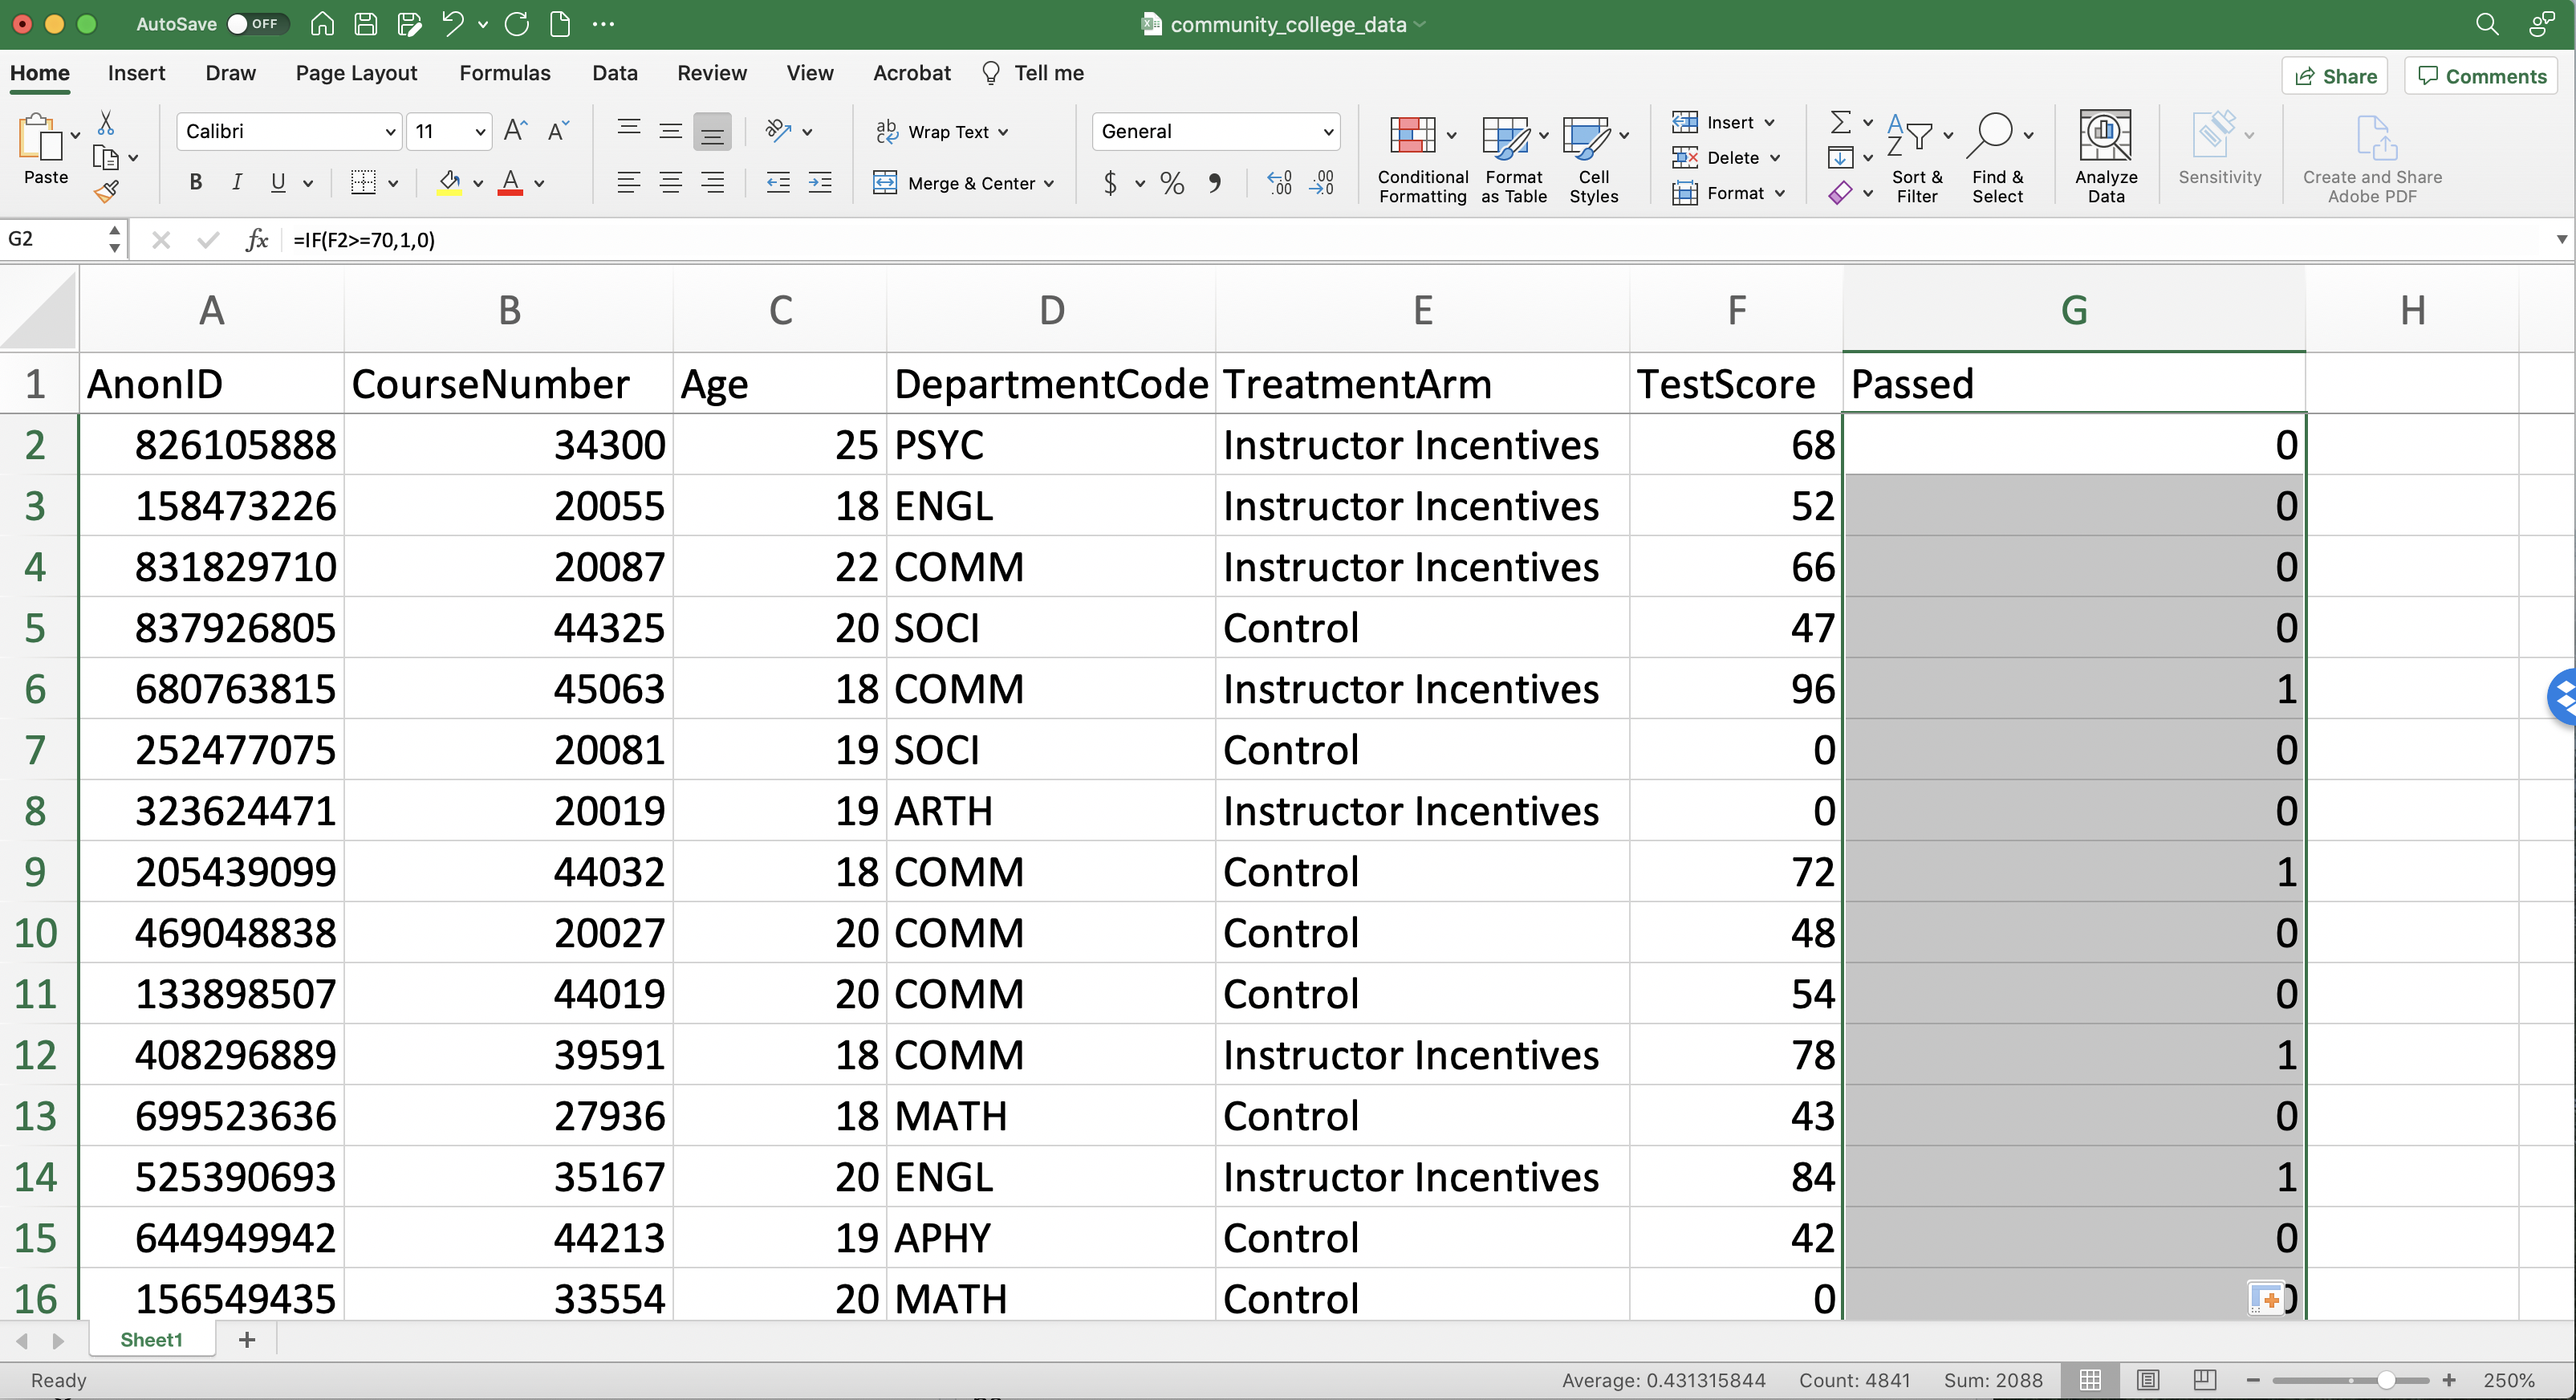 AutoSave OFF community_college_data
Home Insert Draw Page Layout Formulas Data Review View Acrobat Tell me Share Comments
Paste Calibri 11 Wrap Text General Conditional Formatting Format as Table Cell Styles Insert Sort & Filter Find & Select Analyze Data Sensitivity Create and Share Adobe PDF
Delete
B I U A Merge & Center $ % Format
G2 fx =IF(F2>=70,1,0)
A B C D E F G H
1 AnonID CourseNumber Age DepartmentCode TreatmentArm TestScore Passed
2 826105888 34300 25 PSYC Instructor Incentives 68 0
3 158473226 20055 18 ENGL Instructor Incentives 52 0
4 831829710 20087 22 COMM Instructor Incentives 66 0
5 837926805 44325 20 SOCI Control 47 0
6 680763815 45063 18 COMM Instructor Incentives 96 1
7 252477075 20081 19 SOCI Control 0 0
8 323624471 20019 19 ARTH Instructor Incentives 0 0
9 205439099 44032 18 COMM Control 72 1
10 469048838 20027 20 COMM Control 48 0
11 133898507 44019 20 COMM Control 54 0
12 408296889 39591 18 COMM Instructor Incentives 78 1
13 699523636 27936 18 MATH Control 43 0
14 525390693 35167 20 ENGL Instructor Incentives 84 1
15 644949942 44213 19 APHY Control 42 0
16 156549435 33554 20 MATH Control 0 0
Sheet1 +
Ready Average: 0.431315844 Count: 4841 Sum: 2088 250%